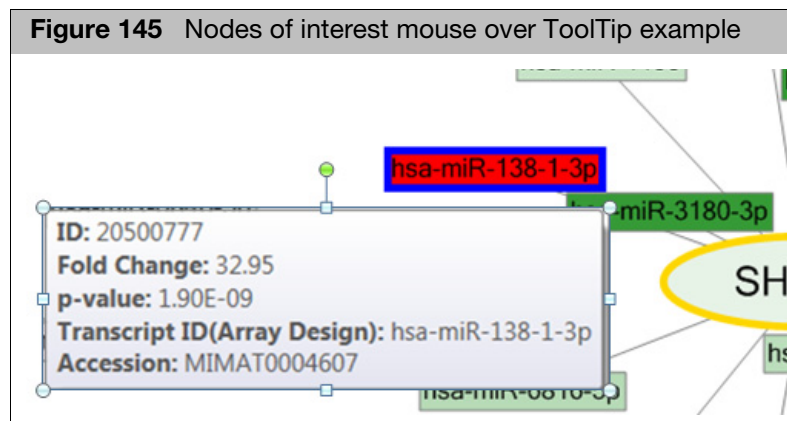 Figure 145 Nodes of interest mouse over ToolTip example
hsa-miR-138-1-3p
-miR-3180-3p
ID: 20500777
Fold Change: 32.95
p-value: 1.90E-09
Transcript ID(Array Design): hsa-miR-138-1-3p
Accession: MIMAT0004607
SH
hs